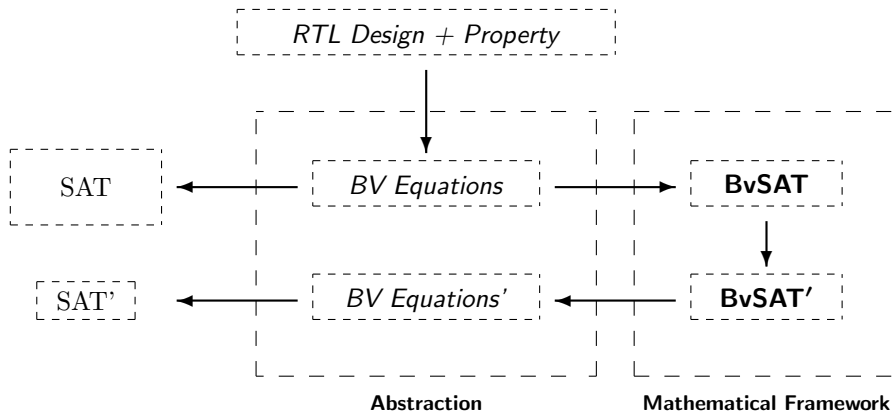 RTL Design + Property
SAT
BV Equations
BvSAT
SAT'
BV Equations'
BvSAT′
Abstraction
Mathematical Framework